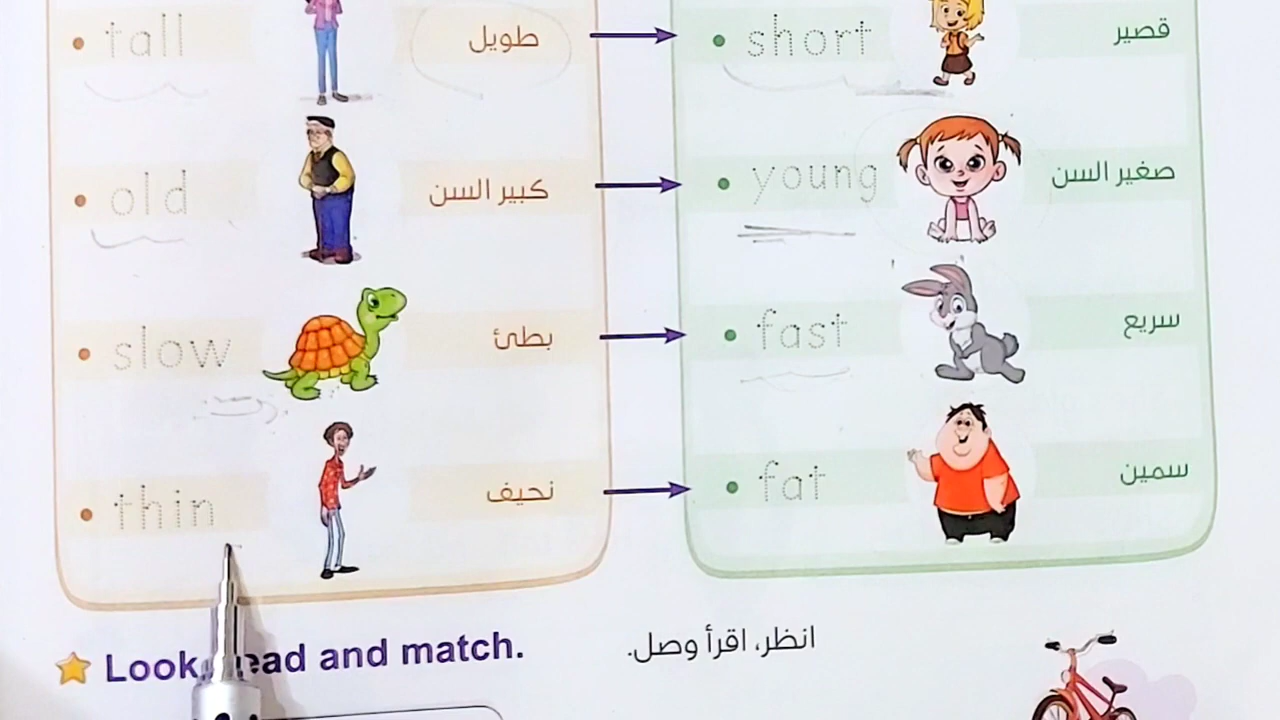 tall طويل short قصير
old كبير السن young صغير السن
slow بطئ fast سريع
thin نحيف fat سمين
Look, read and match. انظر، اقرأ وصل.